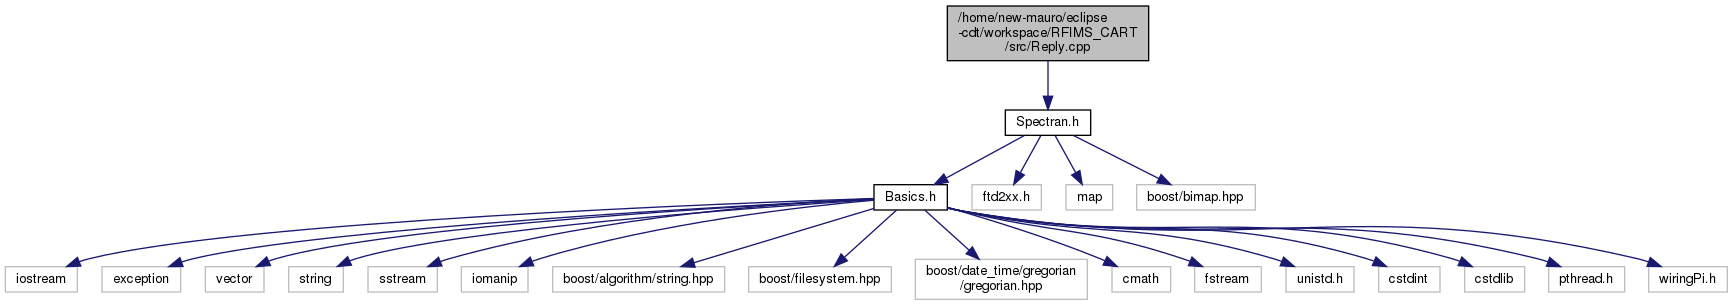 /home/new-mauro/eclipse
-cdt/workspace/RFIMS_CART
/src/Reply.cpp
Spectran.h
Basics.h
ftd2xx.h
map
boost/bimap.hpp
iostream
exception
vector
string
sstream
iomanip
boost/algorithm/string.hpp
boost/filesystem.hpp
boost/date_time/gregorian
/gregorian.hpp
cmath
fstream
unistd.h
cstdint
cstdlib
pthread.h
wiringPi.h